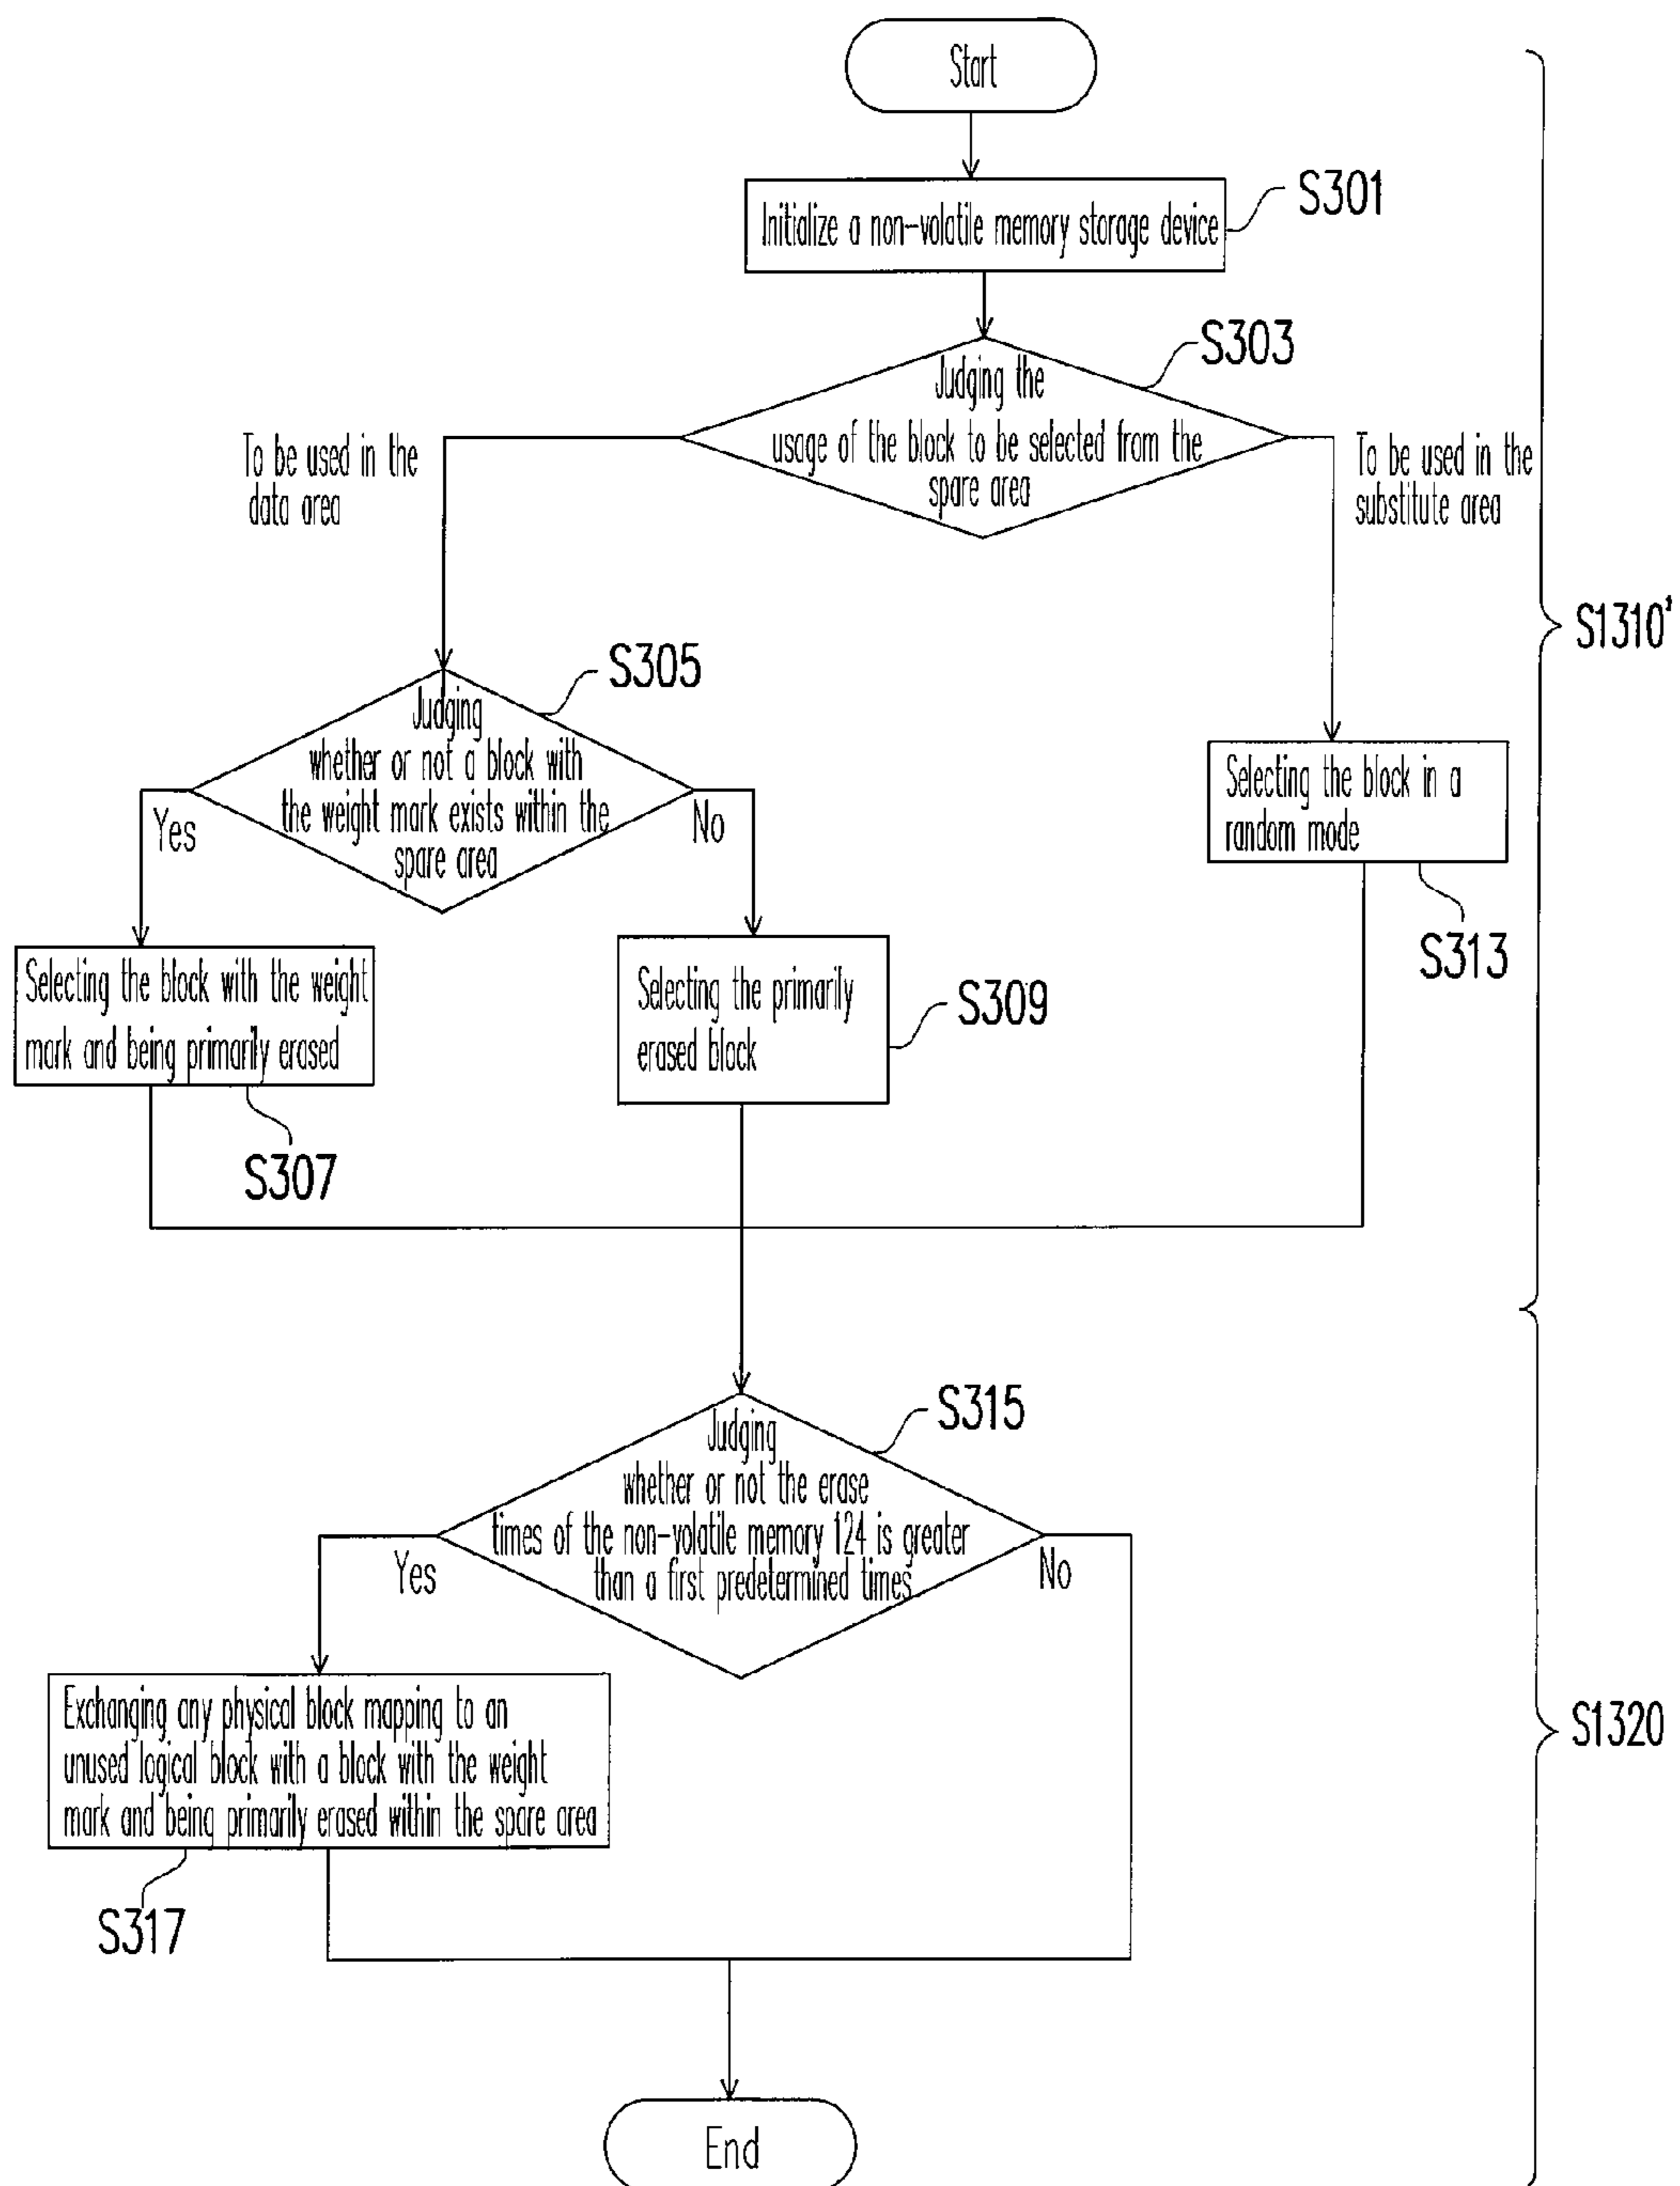 Start
Initialize a non-volatile memory storage device
S301
S303
Judging the
usage of the block to be selected from the
spare area
To be used in the
data area
To be used in the
substitute area
S1310'
S305
Judging
whether or not a block with
the weight mark exists within the
spare area
Yes
No
Selecting the block in a
random mode
S313
Selecting the block with the weight
mark and being primarily erased
S307
Selecting the primarily
erased block
S309
S315
Judging
whether or not the erase
times of the non-volatile memory 124 is greater
than a first predetermined times
Yes
No
Exchanging any physical block mapping to an
unused logical block with a block with the weight
mark and being primarily erased within the spare area
S317
S1320
End